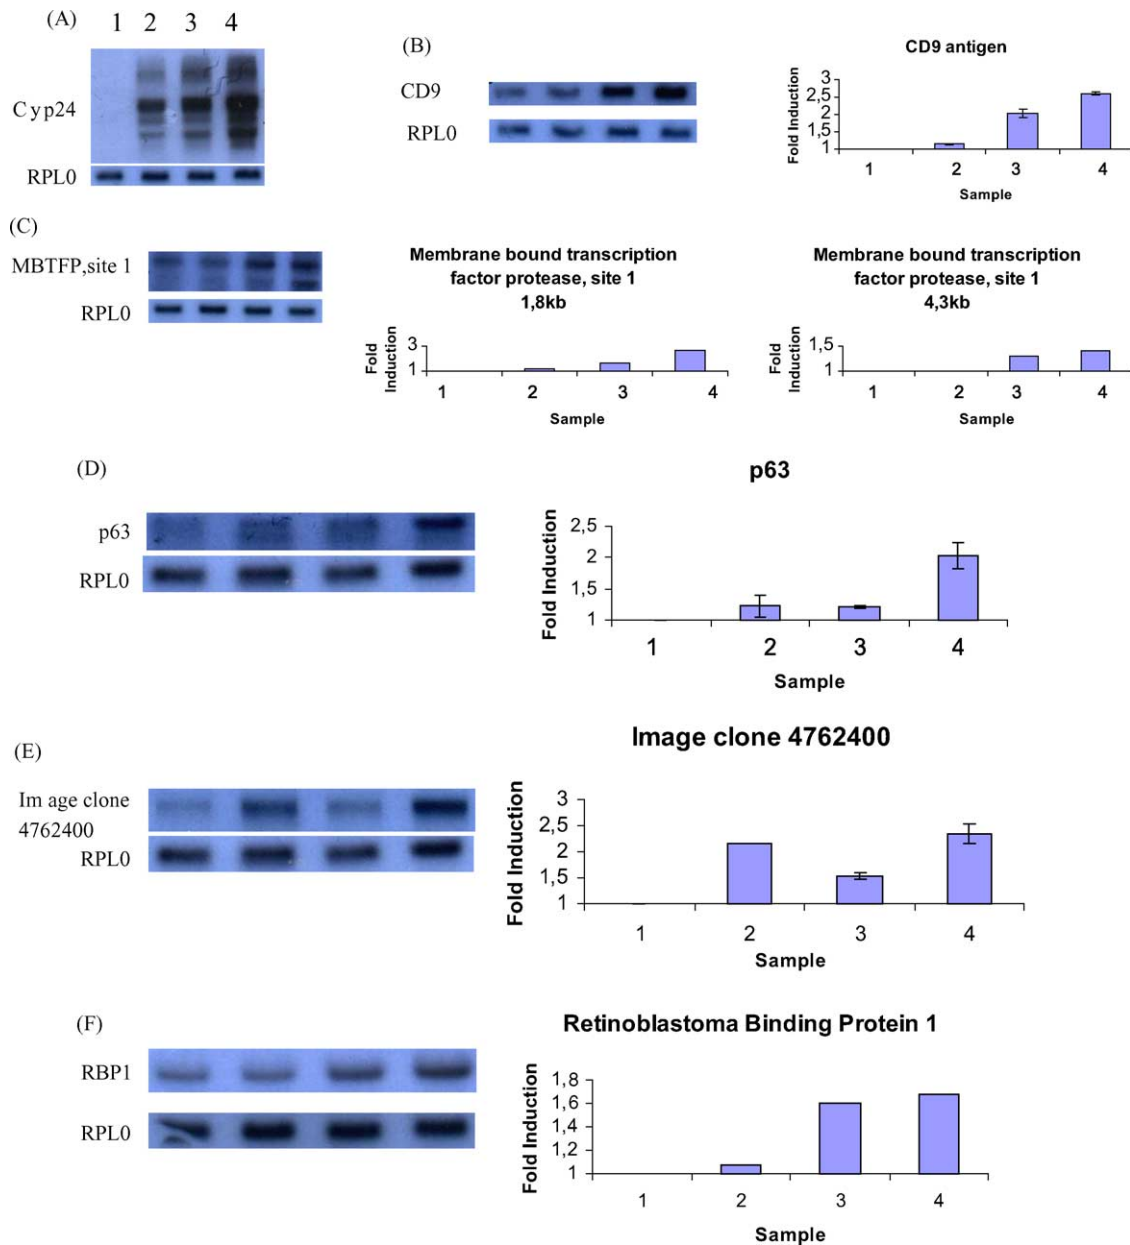 (A)
1 2 3 4
Cyp24
RPL0
(B)
CD9
RPL0
CD9 antigen
Fold Induction
3
2,5
2
1,5
1
1 2 3 4
Sample
(C)
MBTFP,site 1
RPL0
Membrane bound transcription
factor protease, site 1
1,8kb
Fold
Induction
3
1
1 2 3 4
Sample
Membrane bound transcription
factor protease, site 1
4,3kb
Fold
Induction
1,5
1
1 2 3 4
Sample
(D)
p63
RPL0
p63
Fold Induction
2,5
2
1,5
1
1 2 3 4
Sample
(E)
Im age clone
4762400
RPL0
Image clone 4762400
Fold Induction
3
2,5
2
1,5
1
1 2 3 4
Sample
(F)
RBP1
RPL0
Retinoblastoma Binding Protein 1
Fold Induction
1,8
1,6
1,4
1,2
1
1 2 3 4
Sample